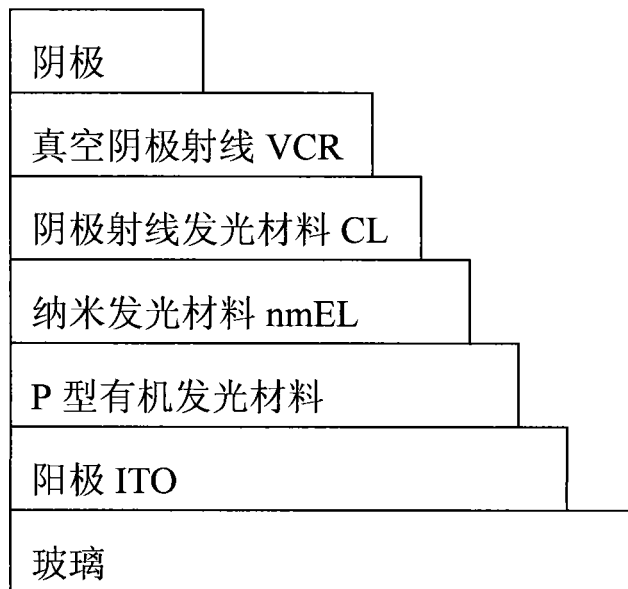 阴极
真空阴极射线 VCR
阴极射线发光材料 CL
纳米发光材料 nmEL
P 型有机发光材料
阳极 ITO
玻璃